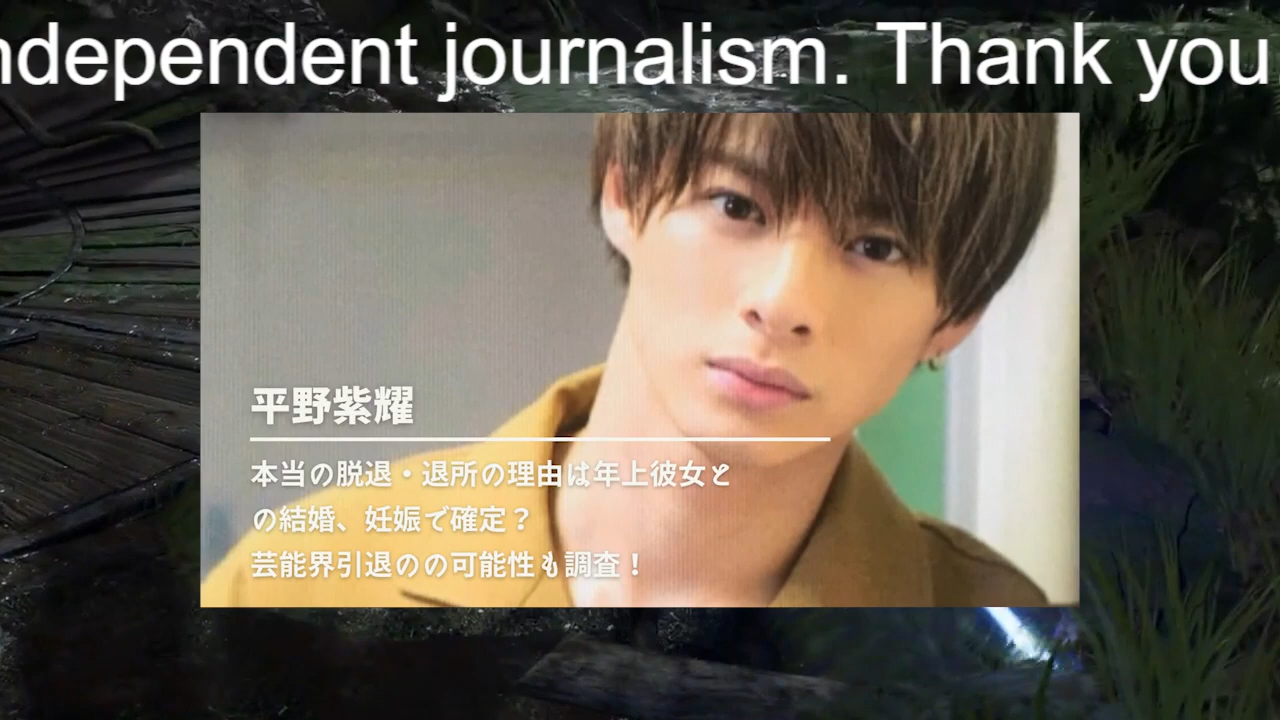 ndependent journalism. Thank you
平野紫耀
本当の脱退・退所の理由は年上彼女と
の結婚、妊娠で確定？
芸能界引退のの可能性も調査！